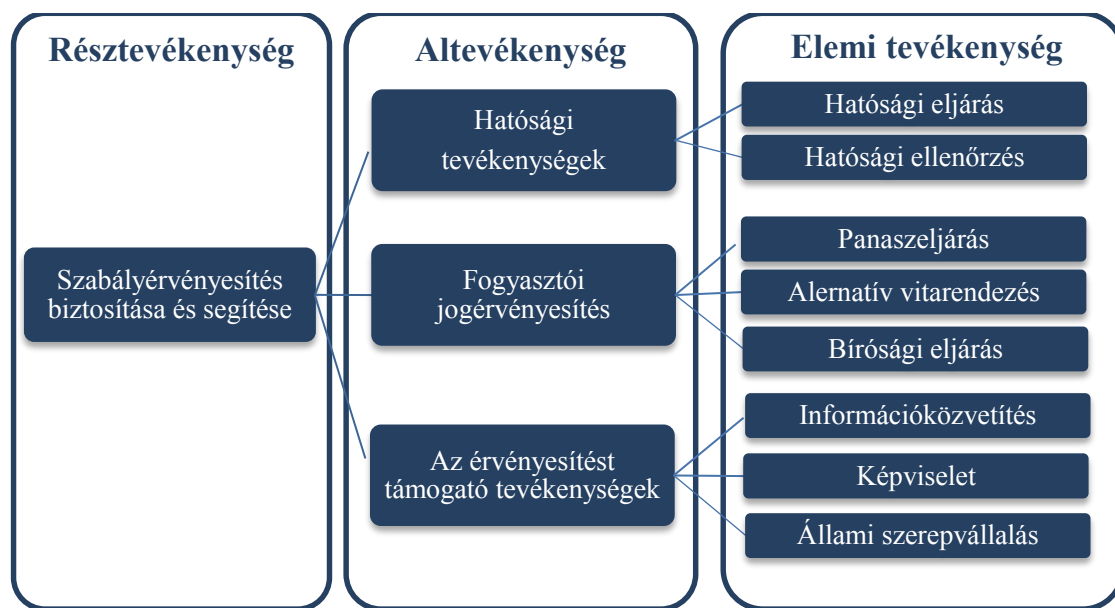 Résztevékenység
Altevékenység
Elemi tevékenység
Szabályérvényesítés
biztosítása és segítése
Hatósági
tevékenységek
Fogyasztói
jogérvényesítés
Az érvényesítést
támogató tevékenységek
Hatósági eljárás
Hatósági ellenőrzés
Panaszeljárás
Alernatív vitarendezés
Bírósági eljárás
Információközvetítés
Képviselet
Állami szerepvállalás